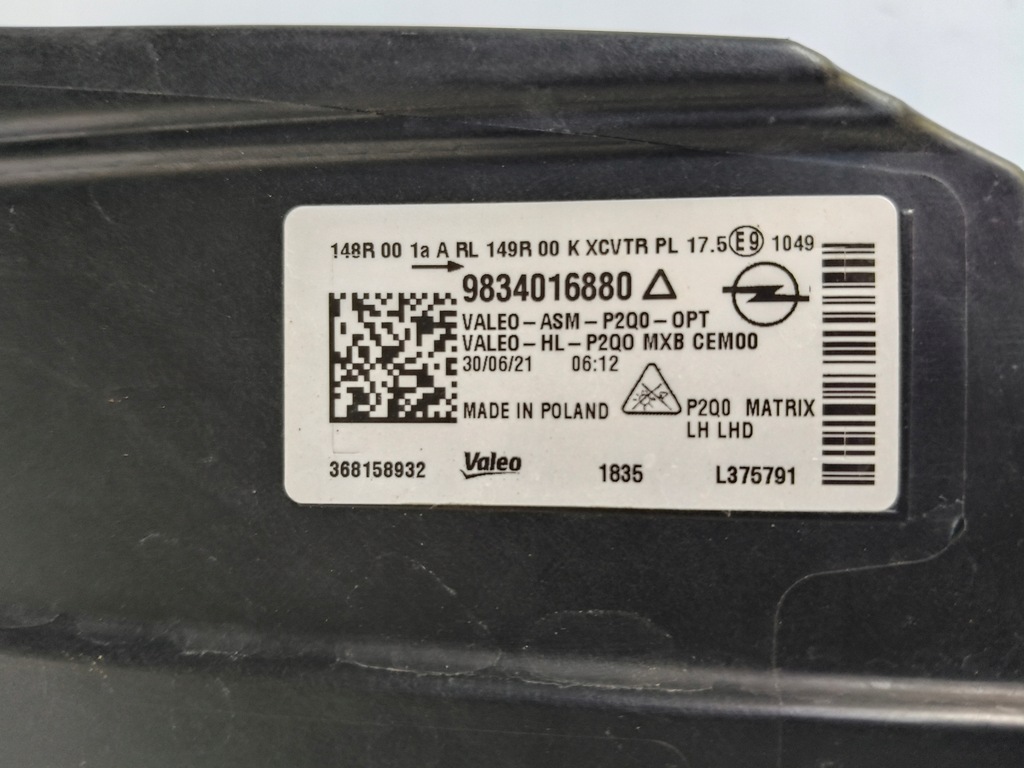 148R 00 1a A RL 149R 00 K XCVTR PL 17.5 E9 1049
9834016880
VALEO-ASM-P2Q0-OPT
VALEO-HL-P2Q0 MXB CEM00
30/06/21 06:12
MADE IN POLAND
P2Q0 MATRIX
LH LHD
368158932 Valeo 1835 L375791